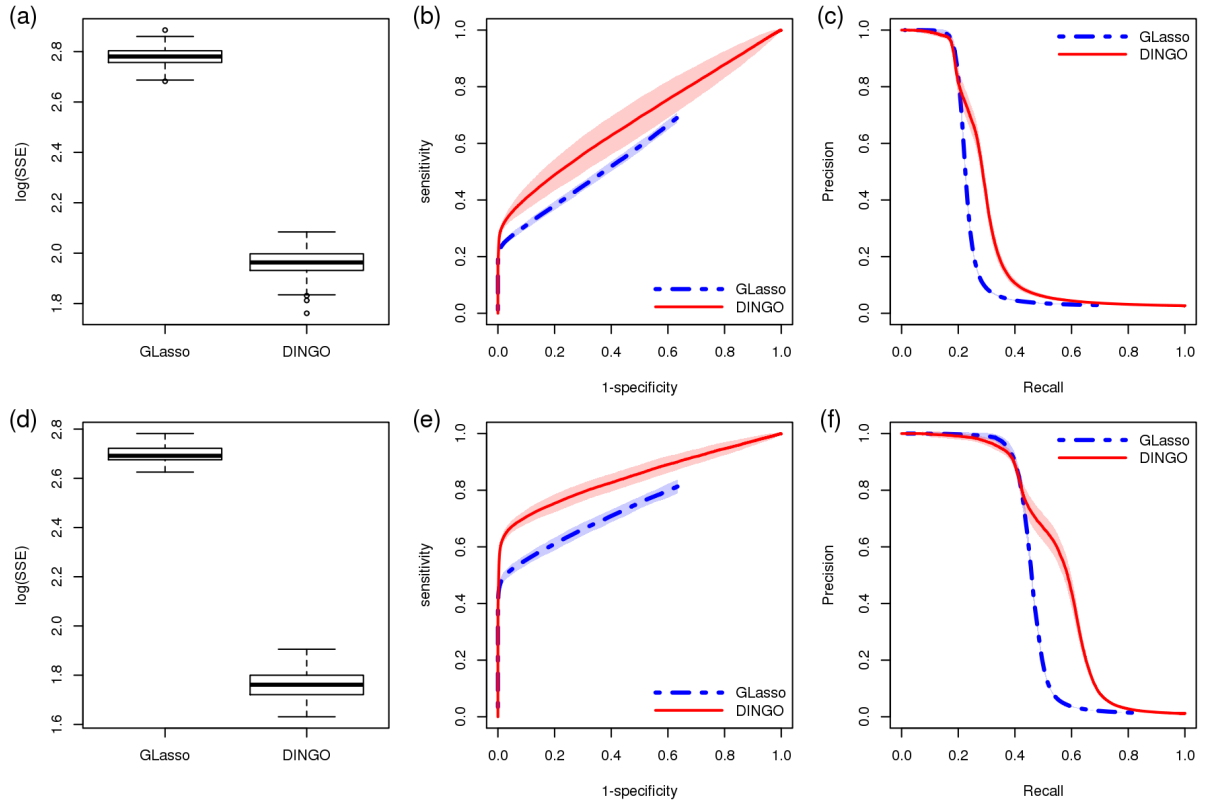 (a)
log(SSE)
1.8 2.0 2.2 2.4 2.6 2.8
GLasso DINGO
(b)
sensitivity
0.0 0.2 0.4 0.6 0.8 1.0
GLasso
DINGO
0.0 0.2 0.4 0.6 0.8 1.0
1-specificity
(c)
Precision
0.0 0.2 0.4 0.6 0.8 1.0
GLasso
DINGO
0.0 0.2 0.4 0.6 0.8 1.0
Recall
(d)
log(SSE)
1.6 1.8 2.0 2.2 2.4 2.6 2.8
GLasso DINGO
(e)
sensitivity
0.0 0.2 0.4 0.6 0.8 1.0
GLasso
DINGO
0.0 0.2 0.4 0.6 0.8 1.0
1-specificity
(f)
Precision
0.0 0.2 0.4 0.6 0.8 1.0
GLasso
DINGO
0.0 0.2 0.4 0.6 0.8 1.0
Recall